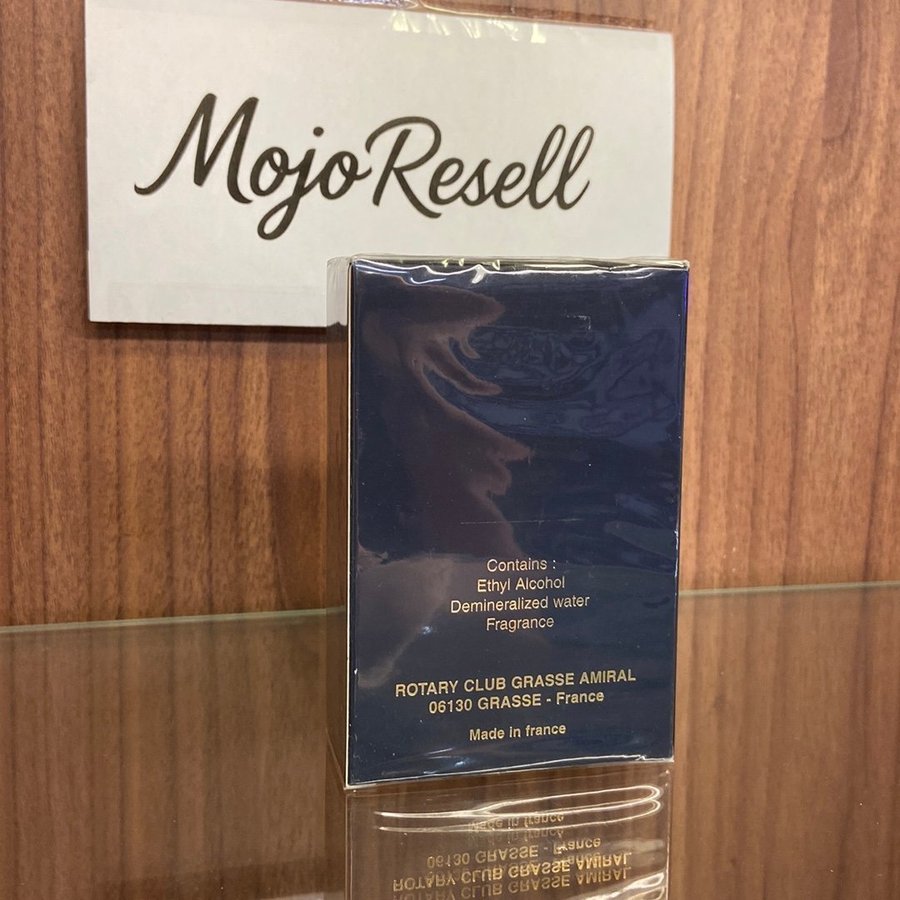 MojoResell
Contains :
Ethyl Alcohol
Demineralized water
Fragrance
ROTARY CLUB GRASSE AMIRAL
06130 GRASSE - France
Made in france